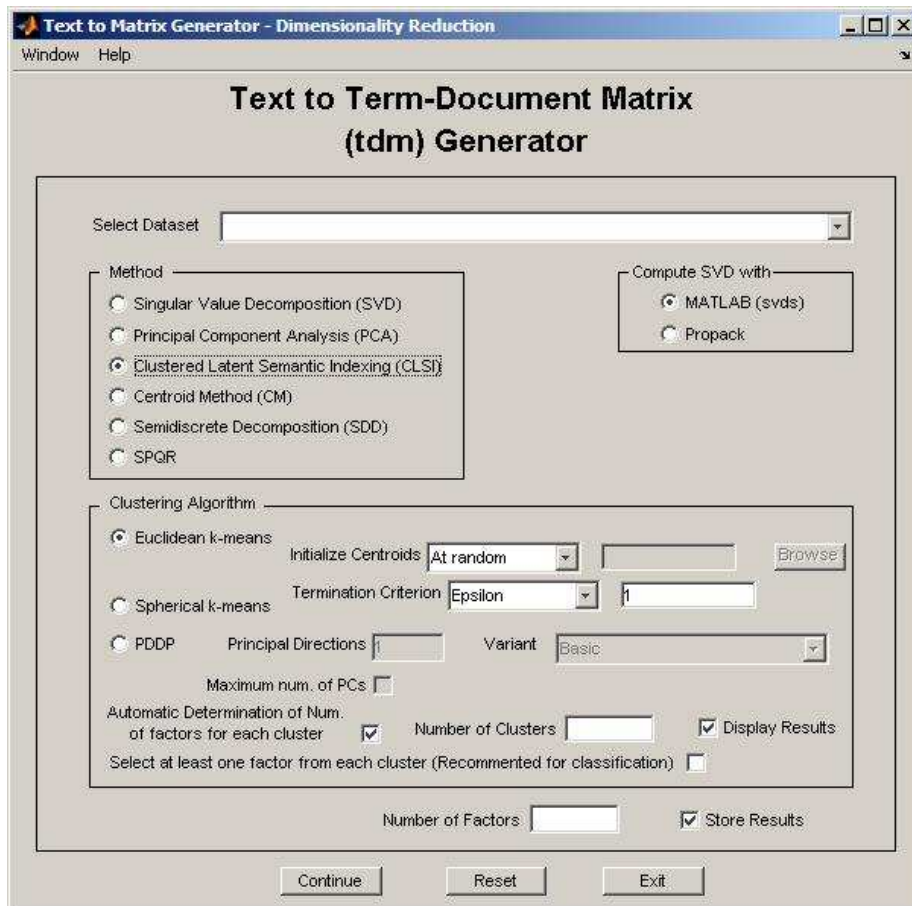 Text to Matrix Generator - Dimensionality Reduction
Window Help
Text to Term-Document Matrix
(tdm) Generator
Select Dataset
Method
Singular Value Decomposition (SVD)
Principal Component Analysis (PCA)
Clustered Latent Semantic Indexing (CLSI)
Centroid Method (CM)
Semidiscrete Decomposition (SDD)
SPQR
Compute SVD with
MATLAB (svds)
Propack
Clustering Algorithm
Euclidean k-means
Initialize Centroids At random Browse
Termination Criterion Epsilon 1
Spherical k-means
PDDP Principal Directions 1 Variant Basic
Maximum num. of PCs
Automatic Determination of Num.
of factors for each cluster
Number of Clusters Display Results
Select at least one factor from each cluster (Recommented for classification)
Number of Factors Store Results
Continue Reset Exit